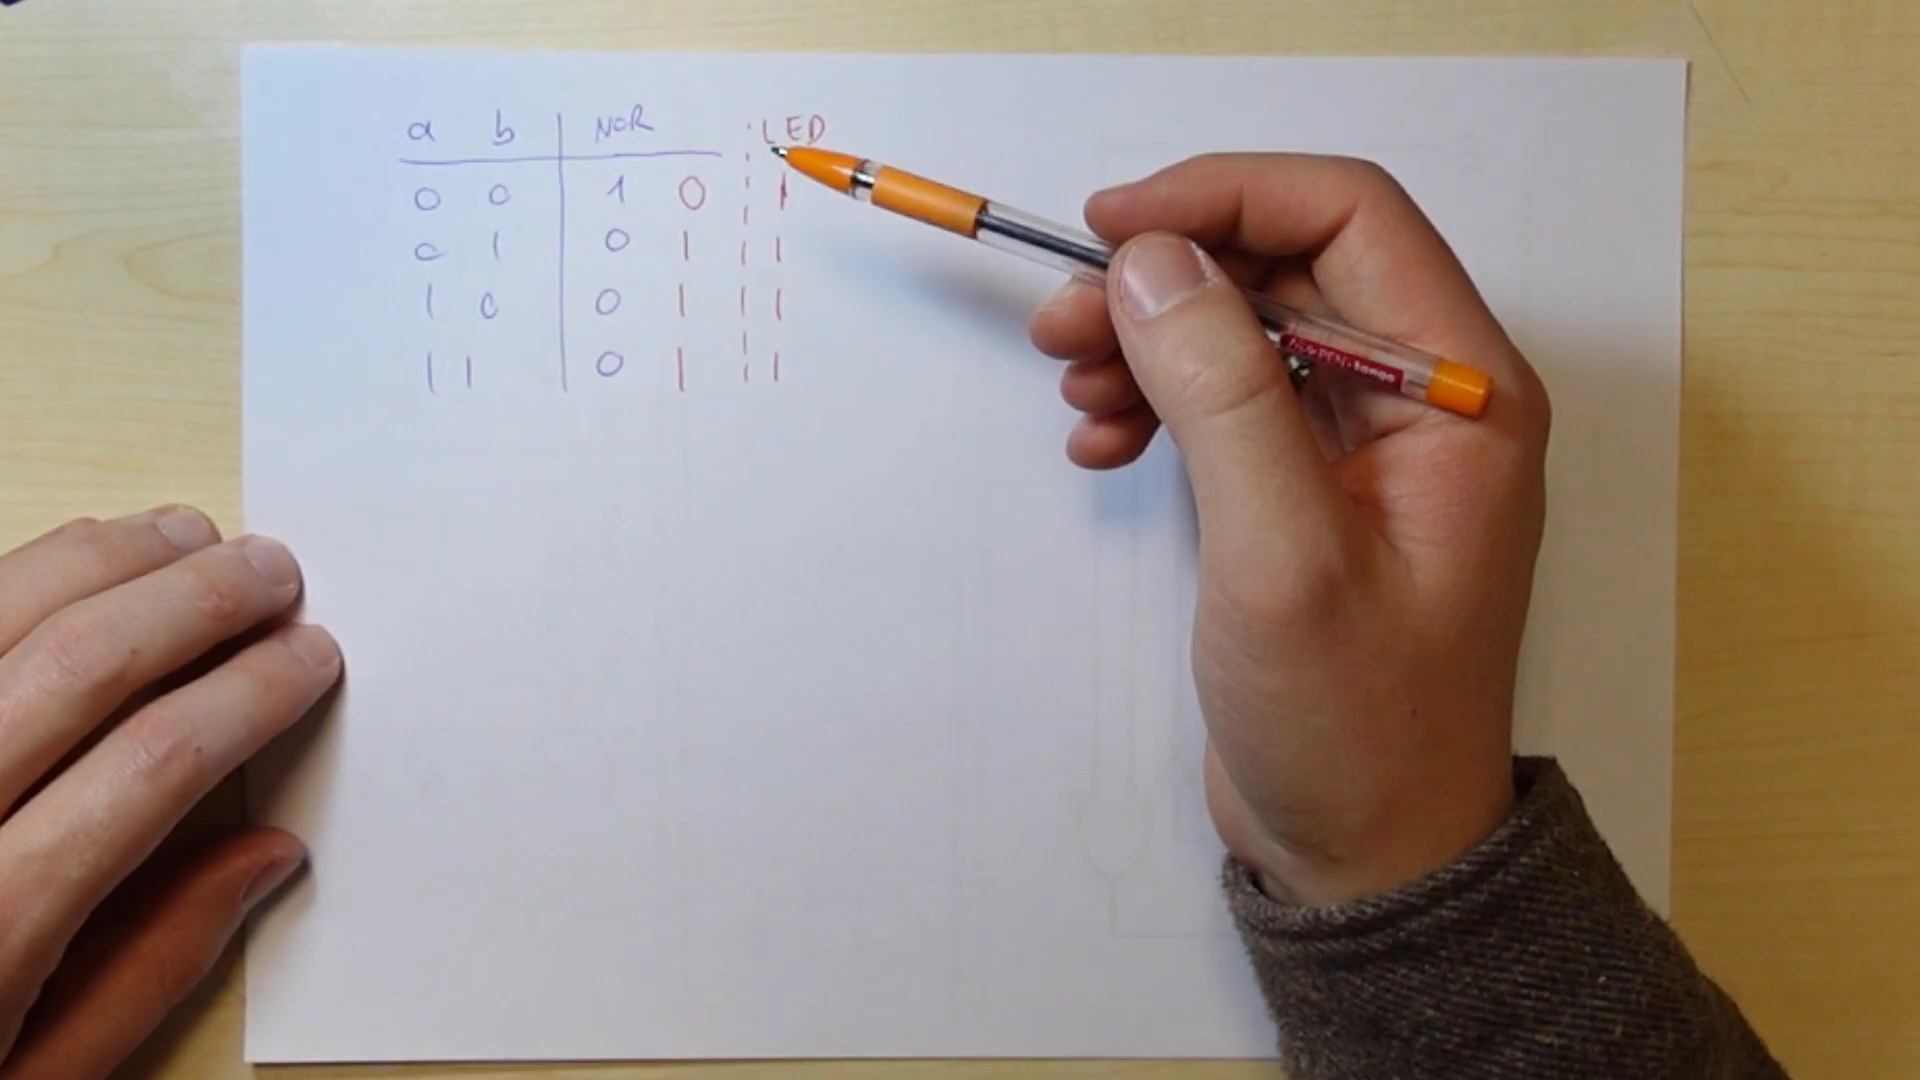 a b | NOR | LED
0 0 | 1 0 | 1
0 1 | 0 1 | 1
1 0 | 0 1 | 1
1 1 | 0 1 | 1
tango